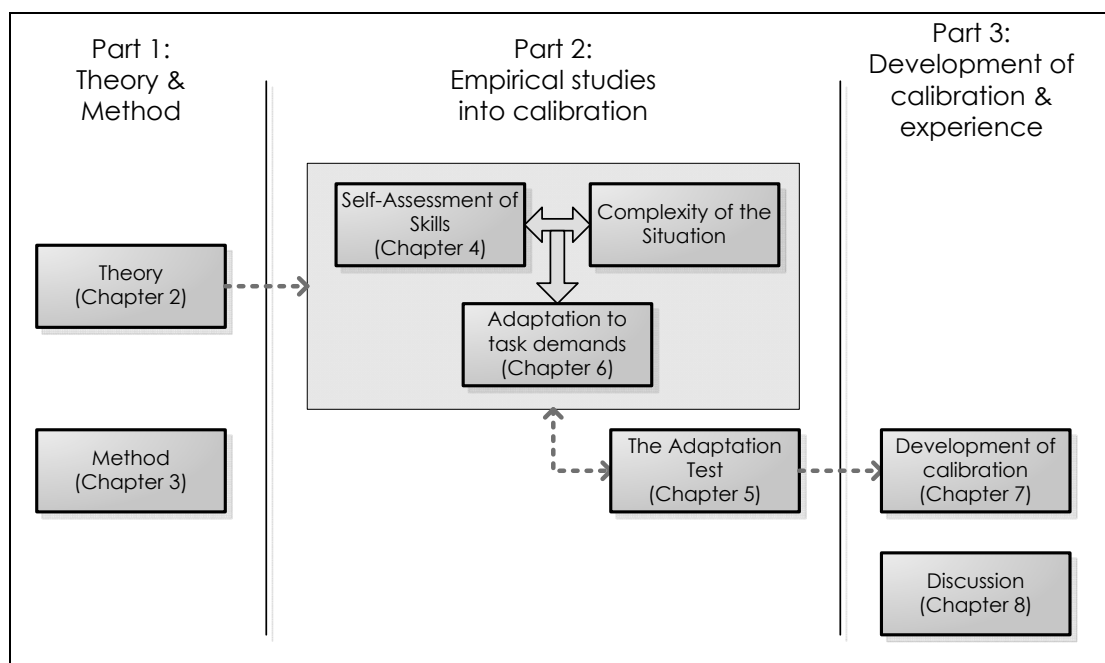 Part 1:
Theory &
Method
Part 2:
Empirical studies
into calibration
Part 3:
Development of
calibration &
experience
Self-Assessment of
Skills
(Chapter 4)
Complexity of the
Situation
Theory
(Chapter 2)
Adaptation to
task demands
(Chapter 6)
Method
(Chapter 3)
The Adaptation
Test
(Chapter 5)
Development of
calibration
(Chapter 7)
Discussion
(Chapter 8)